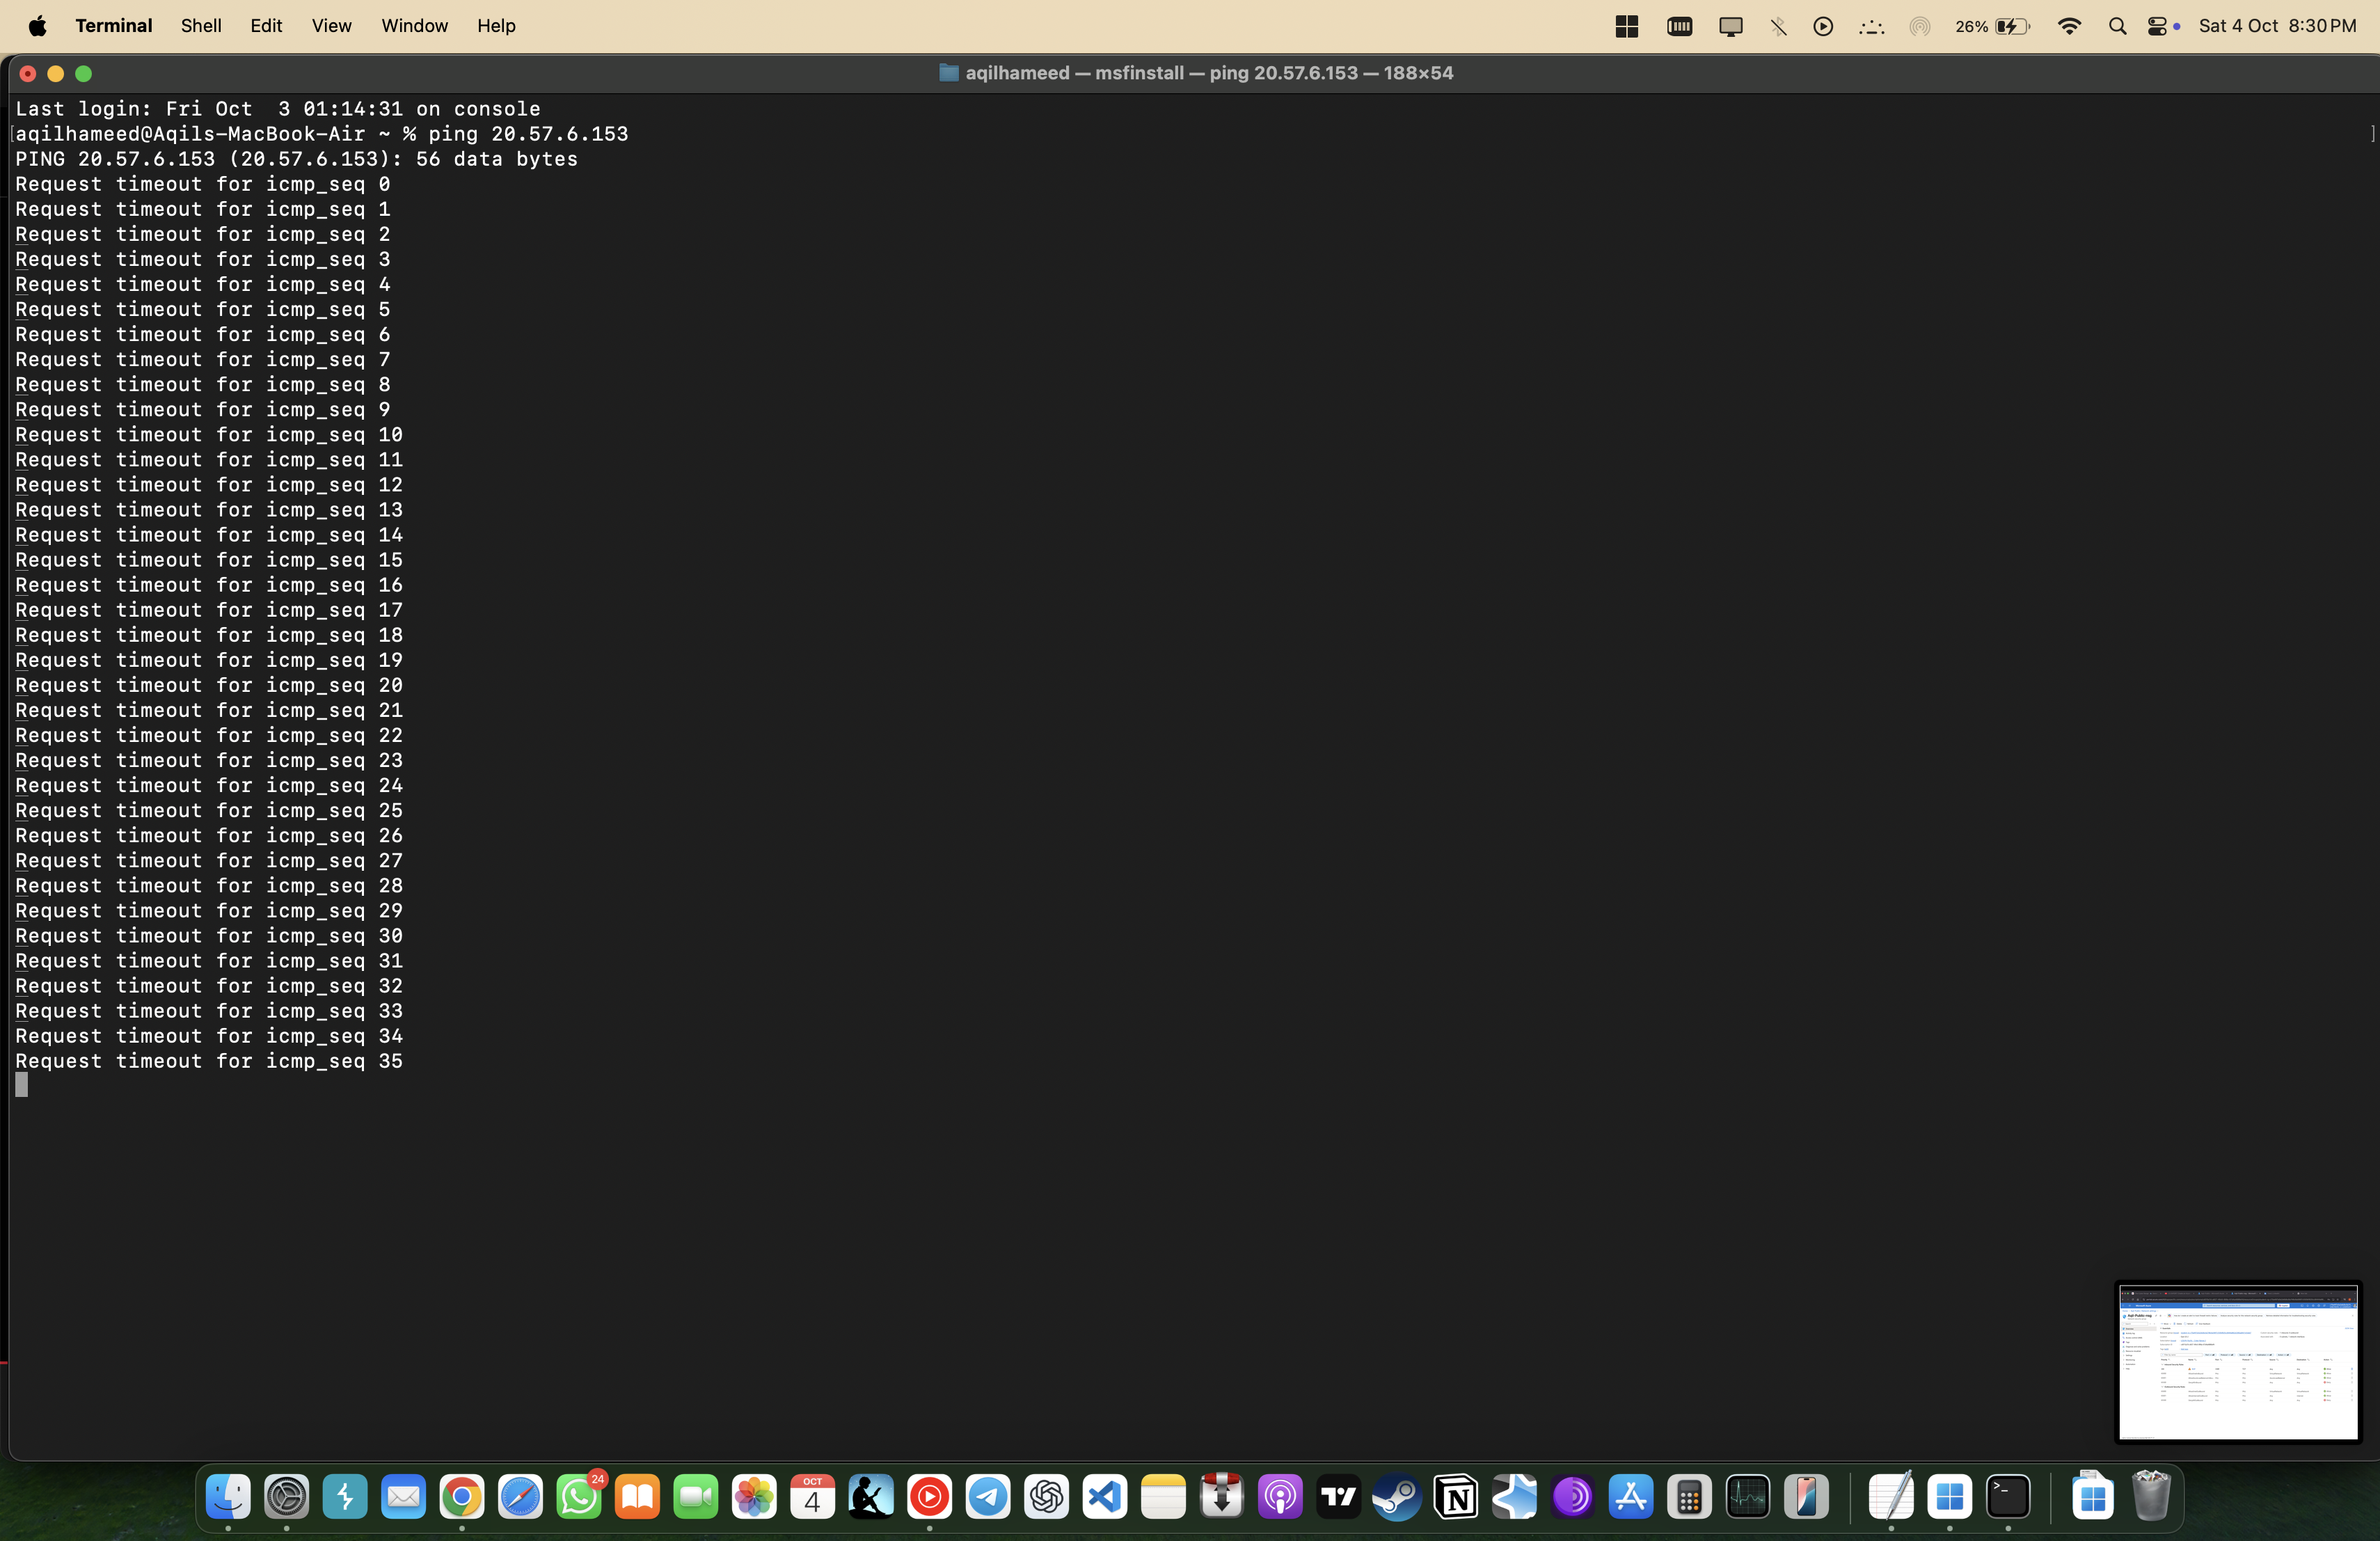 Terminal Shell Edit View Window Help 26% Sat 4 Oct 8:30 PM
aqilhameed — msfinstall — ping 20.57.6.153 — 188×54
Last login: Fri Oct  3 01:14:31 on console
[aqilhameed@Aqils-MacBook-Air ~ % ping 20.57.6.153 ]
PING 20.57.6.153 (20.57.6.153): 56 data bytes
Request timeout for icmp_seq 0
Request timeout for icmp_seq 1
Request timeout for icmp_seq 2
Request timeout for icmp_seq 3
Request timeout for icmp_seq 4
Request timeout for icmp_seq 5
Request timeout for icmp_seq 6
Request timeout for icmp_seq 7
Request timeout for icmp_seq 8
Request timeout for icmp_seq 9
Request timeout for icmp_seq 10
Request timeout for icmp_seq 11
Request timeout for icmp_seq 12
Request timeout for icmp_seq 13
Request timeout for icmp_seq 14
Request timeout for icmp_seq 15
Request timeout for icmp_seq 16
Request timeout for icmp_seq 17
Request timeout for icmp_seq 18
Request timeout for icmp_seq 19
Request timeout for icmp_seq 20
Request timeout for icmp_seq 21
Request timeout for icmp_seq 22
Request timeout for icmp_seq 23
Request timeout for icmp_seq 24
Request timeout for icmp_seq 25
Request timeout for icmp_seq 26
Request timeout for icmp_seq 27
Request timeout for icmp_seq 28
Request timeout for icmp_seq 29
Request timeout for icmp_seq 30
Request timeout for icmp_seq 31
Request timeout for icmp_seq 32
Request timeout for icmp_seq 33
Request timeout for icmp_seq 34
Request timeout for icmp_seq 35
24
OCT
4